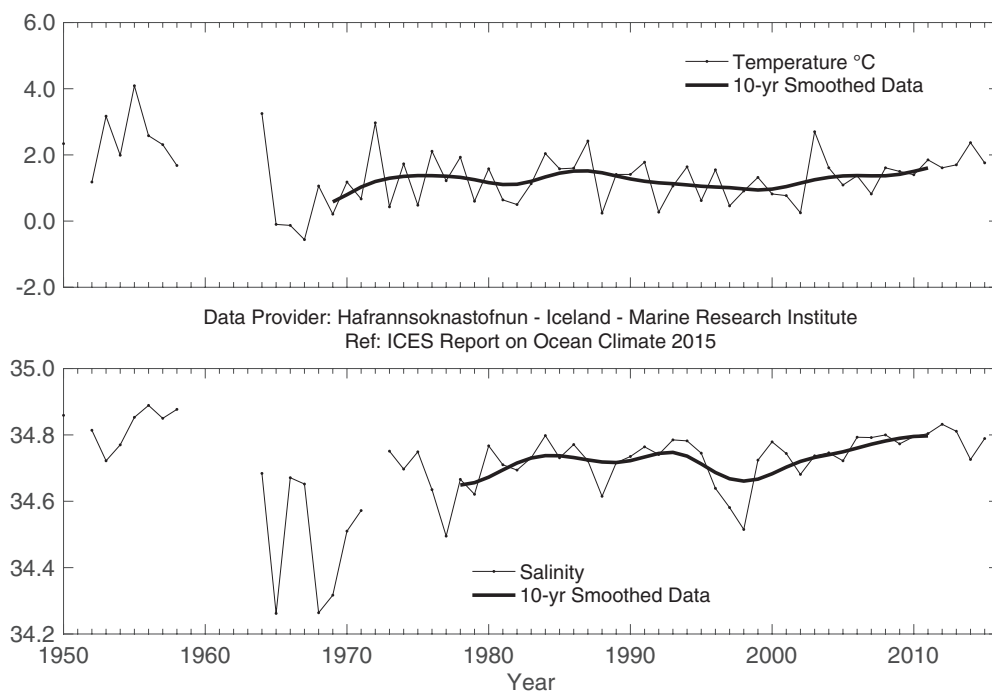 6.0
4.0
2.0
0.0
-2.0
Temperature °C
10-yr Smoothed Data
Data Provider: Hafrannsoknastofnun - Iceland - Marine Research Institute
Ref: ICES Report on Ocean Climate 2015
35.0
34.8
34.6
34.4
34.2
Salinity
10-yr Smoothed Data
1950 1960 1970 1980 1990 2000 2010
Year